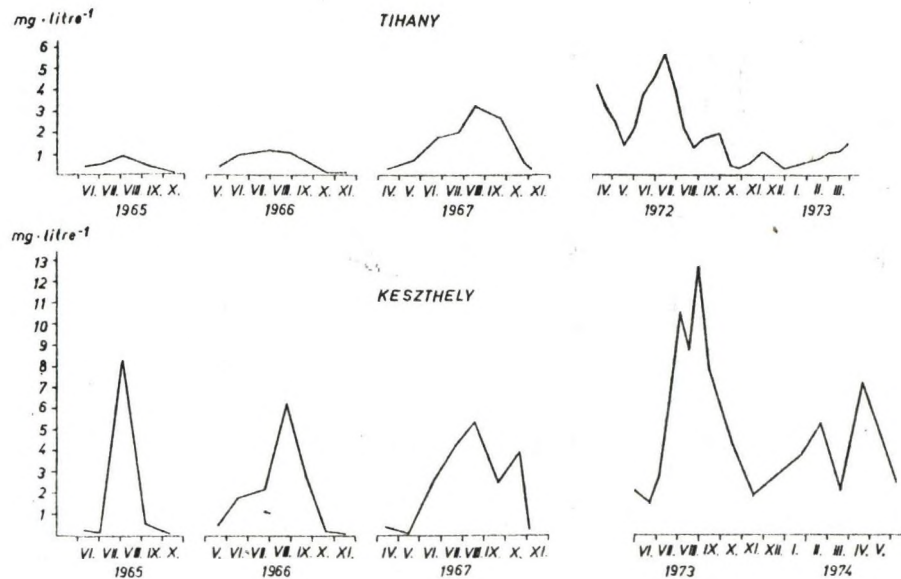 mg · litre⁻¹ TIHANY
6
5
4
3
2
1
VI. VII. VIII. IX. X. V. VI. VII. VIII. X. XI. IV. V. VI. VII. VIII. IX. X. XI. IV. V. VI. VII. VIII. IX. X. XI. XII. I. II. III.
1965 1966 1967 1972 1973
mg · litre⁻¹
KESZTHELY
13
12
11
10
9
8
7
6
5
4
3
2
1
VI. VII. VIII. IX. X. V. VI. VII. VIII. IX. X. XI. IV. V. VI. VII. VIII. IX. X. XI. VI. VII. VIII. IX. X. XI. XII. I. II. III. IV. V.
1965 1966 1967 1973 1974